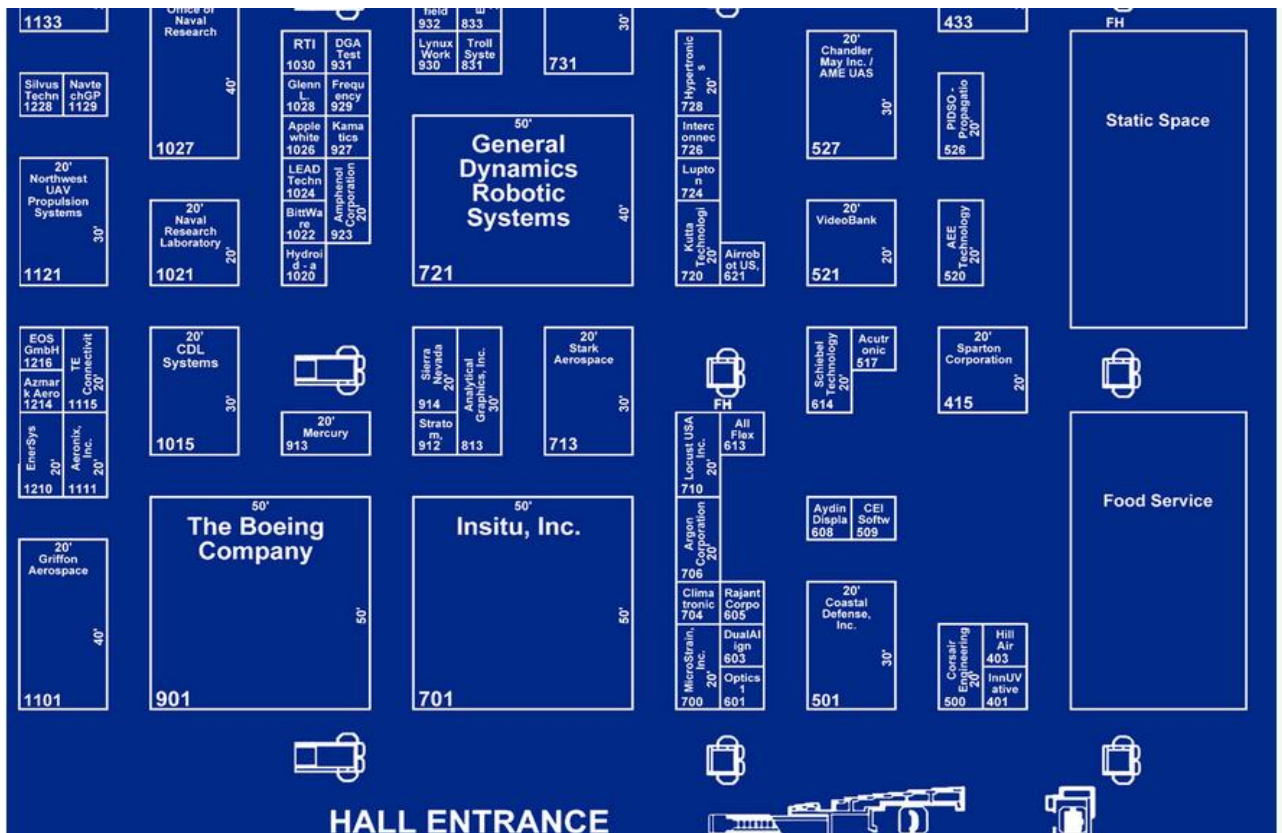 1133
Office of
Naval
Research
40'
1027
field
932
833
Lynux
Work
930
Troll
Syste
831
30'
731
433
FH
RTI
1030
DGA
Test
931
Glenn
L.
1028
Frequ
ency
929
Apple
white
1026
Kama
tics
927
LEAD
Techn
1024
Amphenol
Corporation
20'
923
BittWa
re
1022
Hydroi
d - a
1020
Silvus
Techn
1228
Navte
chGP
1129
20'
Northwest
UAV
Propulsion
Systems
30'
1121
20'
Naval
Research
Laboratory
20'
1021
50'
General
Dynamics
Robotic
Systems
40'
721
Hypertronic
s
20'
728
Interc
onnec
726
Lupto
n
724
Kutta
Technologi
20'
720
Airrob
ot US,
621
20'
Chandler
May Inc. /
AME UAS
30'
527
20'
VideoBank
20'
521
PIDSO -
Propagatio
20'
526
AEE
Technology
20'
520
Static Space
EOS
GmbH
1216
TE
Connectivit
20'
1115
Azmar
k Aero
1214
EnerSys
20'
1210
Aeronix,
Inc.
20'
1111
20'
CDL
Systems
30'
1015
20'
Mercury
913
Sierra
Nevada
20'
914
Strato
m,
912
Analytical
Graphics, Inc.
30'
813
20'
Stark
Aerospace
30'
713
FH
Locust USA
Inc.
20'
710
All
Flex
613
Schiebel
Technology
20'
614
Acutr
onic
517
20'
Sparton
Corporation
20'
415
Food Service
20'
Griffon
Aerospace
40'
1101
50'
The Boeing
Company
50'
901
50'
Insitu, Inc.
50'
701
Argon
Corporation
20'
706
Clima
tronic
704
Rajant
Corpo
605
MicroStrain,
Inc.
20'
700
DualAl
ign
603
Optics
1
601
Aydin
Displa
608
CEI
Softw
509
20'
Coastal
Defense,
Inc.
30'
501
Corsair
Engineering
20'
500
Hill
Air
403
InnUV
ative
401
HALL ENTRANCE